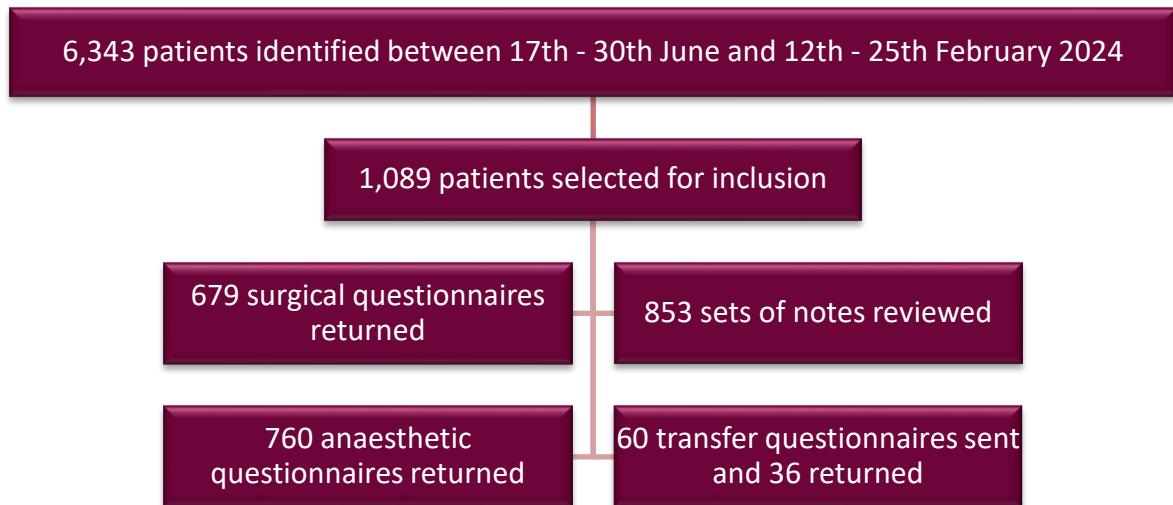 6,343 patients identified between 17th - 30th June and 12th - 25th February 2024
1,089 patients selected for inclusion
679 surgical questionnaires
returned
853 sets of notes reviewed
760 anaesthetic
questionnaires returned
60 transfer questionnaires sent
and 36 returned